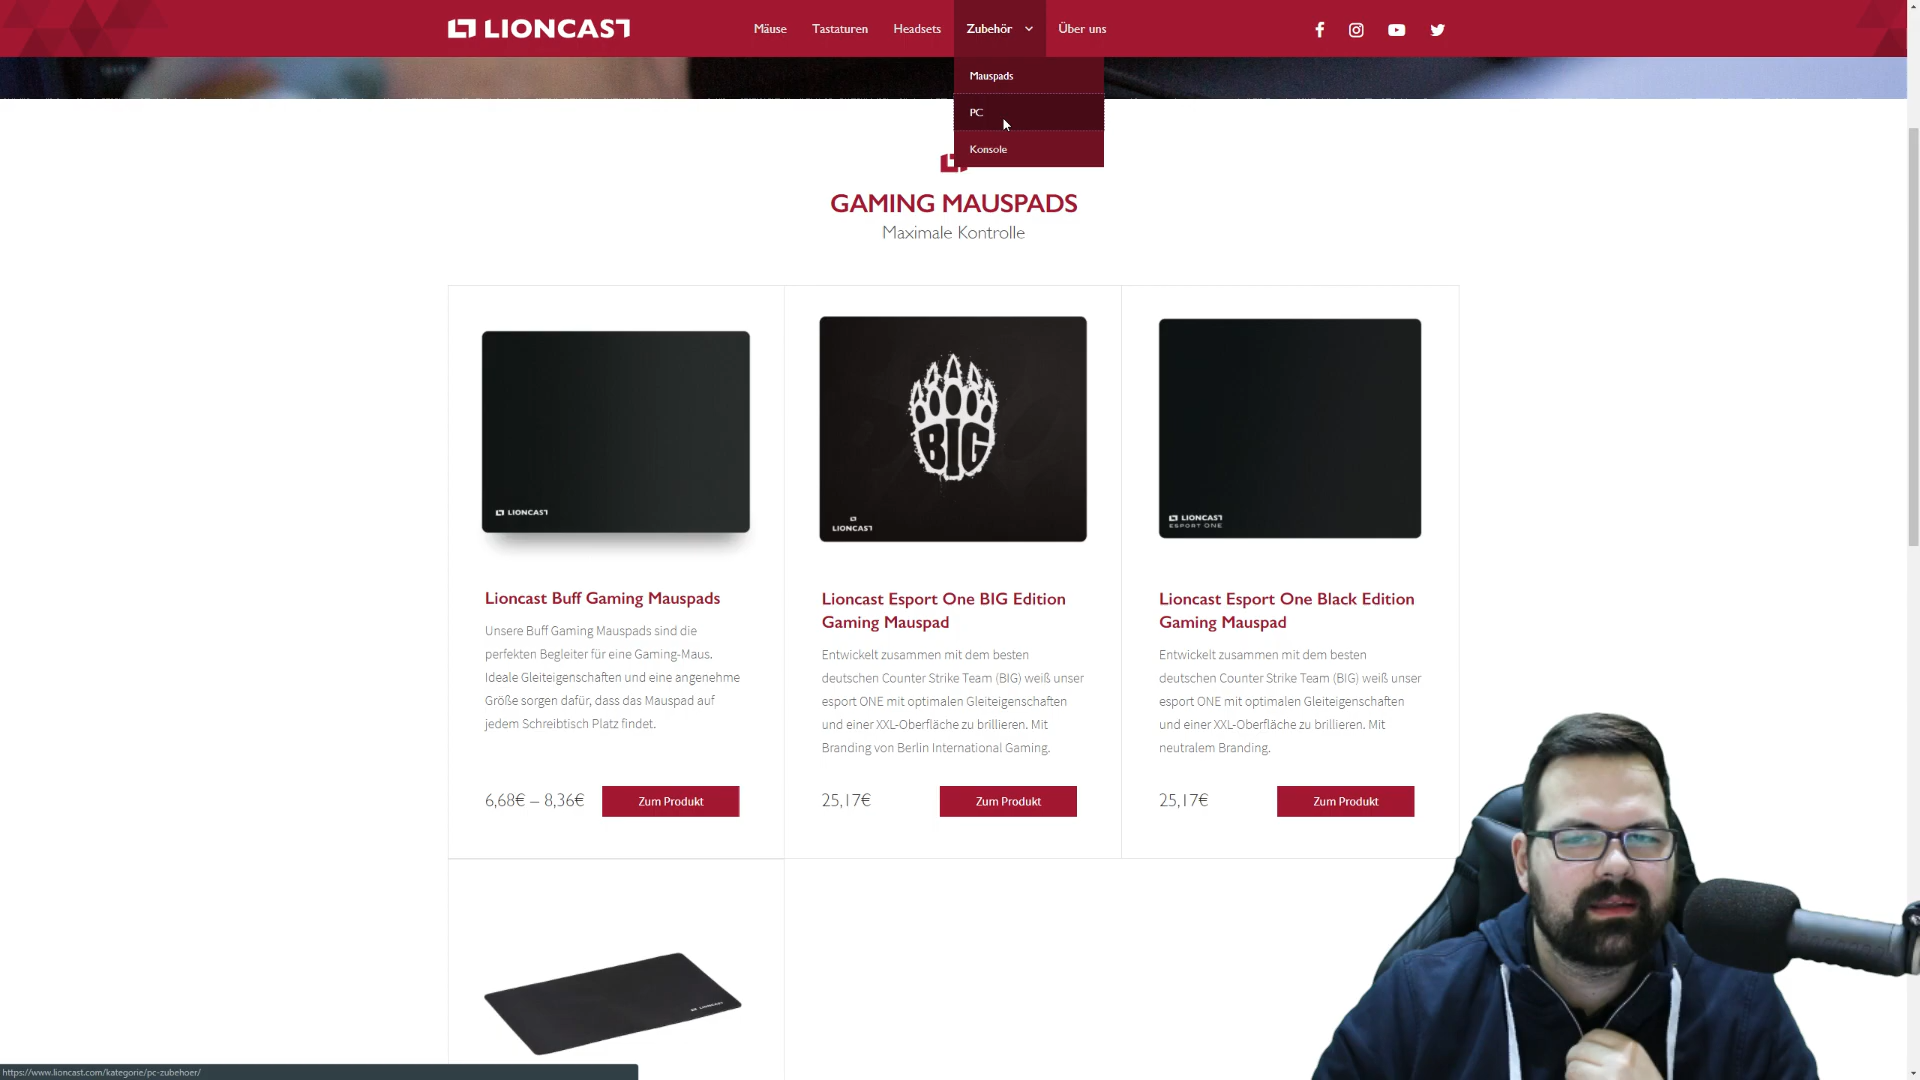 LIONCAST
Mäuse
Tastaturen
Headsets
Zubehör
Über uns
Mauspads
PC
Konsole
GAMING MAUSPADS
Maximale Kontrolle
LIONCAST
BIG
LIONCAST
LIONCAST
ESPORT ONE
Lioncast Buff Gaming Mauspads
Unsere Buff Gaming Mauspads sind die
perfekten Begleiter für eine Gaming-Maus.
Ideale Gleiteigenschaften und eine angenehme
Größe sorgen dafür, dass das Mauspad auf
jedem Schreibtisch Platz findet.
6,68€ – 8,36€
Zum Produkt
Lioncast Esport One BIG Edition
Gaming Mauspad
Entwickelt zusammen mit dem besten
deutschen Counter Strike Team (BIG) weiß unser
esport ONE mit optimalen Gleiteigenschaften
und einer XXL-Oberfläche zu brillieren. Mit
Branding von Berlin International Gaming.
25,17€
Zum Produkt
Lioncast Esport One Black Edition
Gaming Mauspad
Entwickelt zusammen mit dem besten
deutschen Counter Strike Team (BIG) weiß unser
esport ONE mit optimalen Gleiteigenschaften
und einer XXL-Oberfläche zu brillieren. Mit
neutralem Branding.
25,17€
Zum Produkt
LIONCAST
https://www.lioncast.com/kategorie/pc-zubehoer/